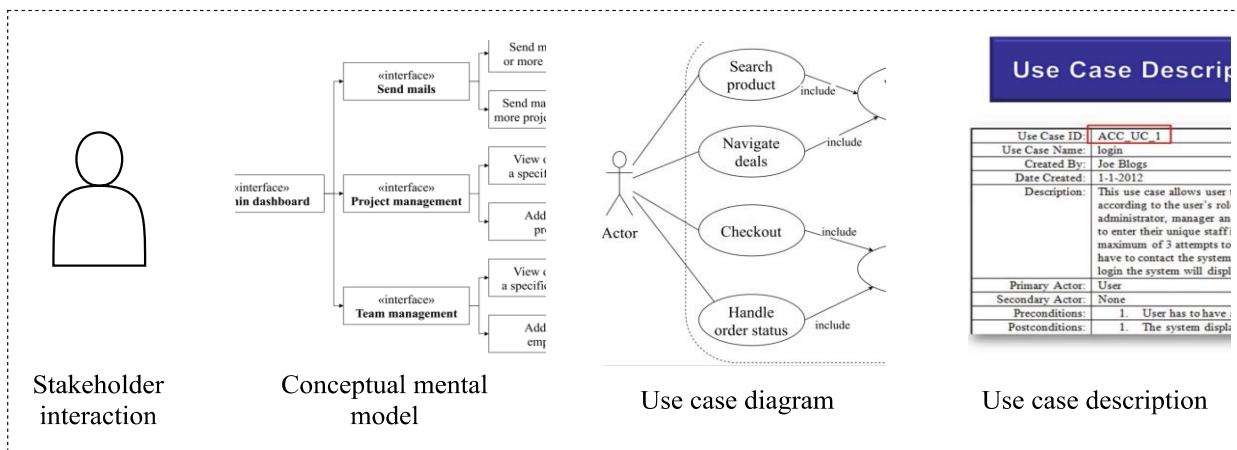 Send m
or more
«interface»
Send mails
Send ma
more proje
View o
a specif
«interface»
Project management
‹interface»
nin dashboard
Add
pro
View o
a specific
«interface»
Team management
Add
emp
Search
product
include
Navigate
deals
include
Actor
Checkout
include
Handle
order status
include
Use Case Descrip
Use Case ID: ACC_UC_1
Use Case Name: login
Created By: Joe Blogs
Date Created: 1-1-2012
Description: This use case allows user
according to the user's role
administrator, manager an
to enter their unique staff i
maximum of 3 attempts to
have to contact the system
login the system will displ
Primary Actor: User
Secondary Actor: None
Preconditions: 1. User has to have a
Postconditions: 1. The system displa
Stakeholder
interaction
Conceptual mental
model
Use case diagram
Use case description